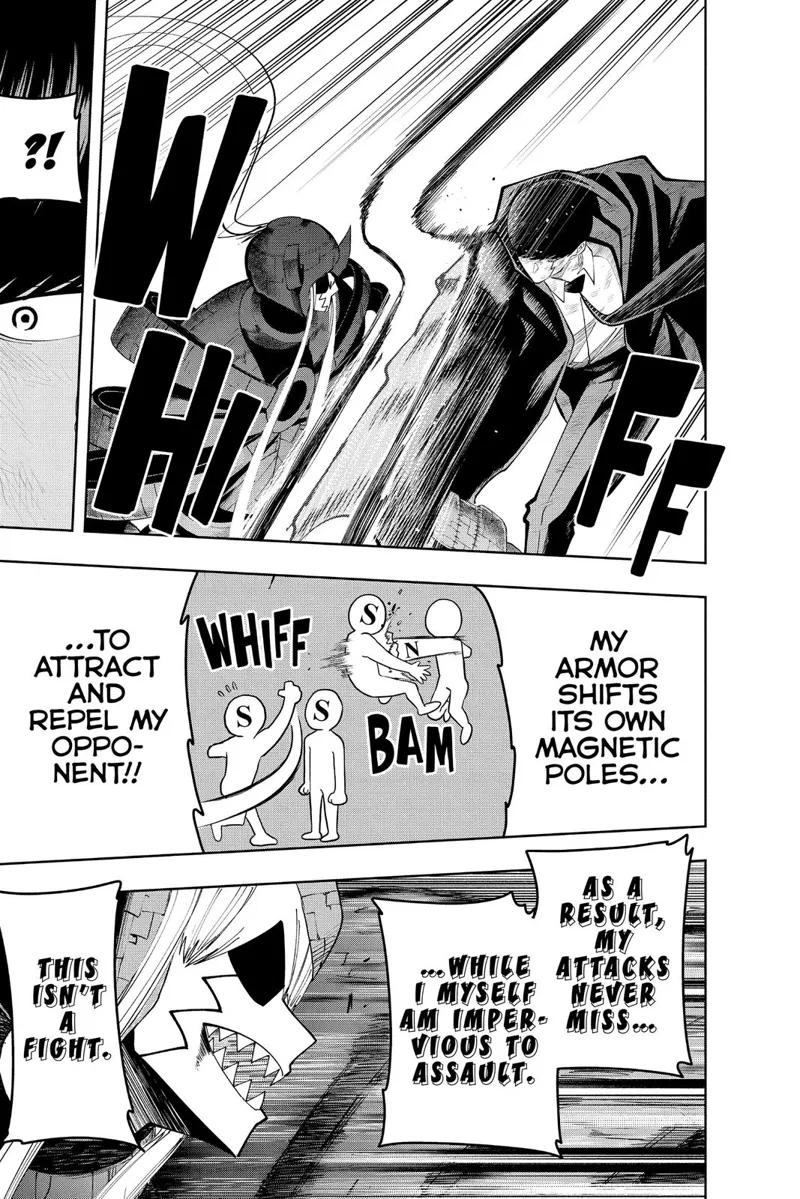 WHIFF
?!
MY
ARMOR
SHIFTS
ITS OWN
MAGNETIC
POLES...
S
N
BAM
WHIFF
S
S
...TO
ATTRACT
AND
REPEL MY
OPPO-
NENT!!
AS A
RESULT,
MY
ATTACKS
NEVER
MISS...
...WHILE
I MYSELF
AM IMPER-
VIOUS TO
ASSAULT.
THIS
ISN'T
A
FIGHT.